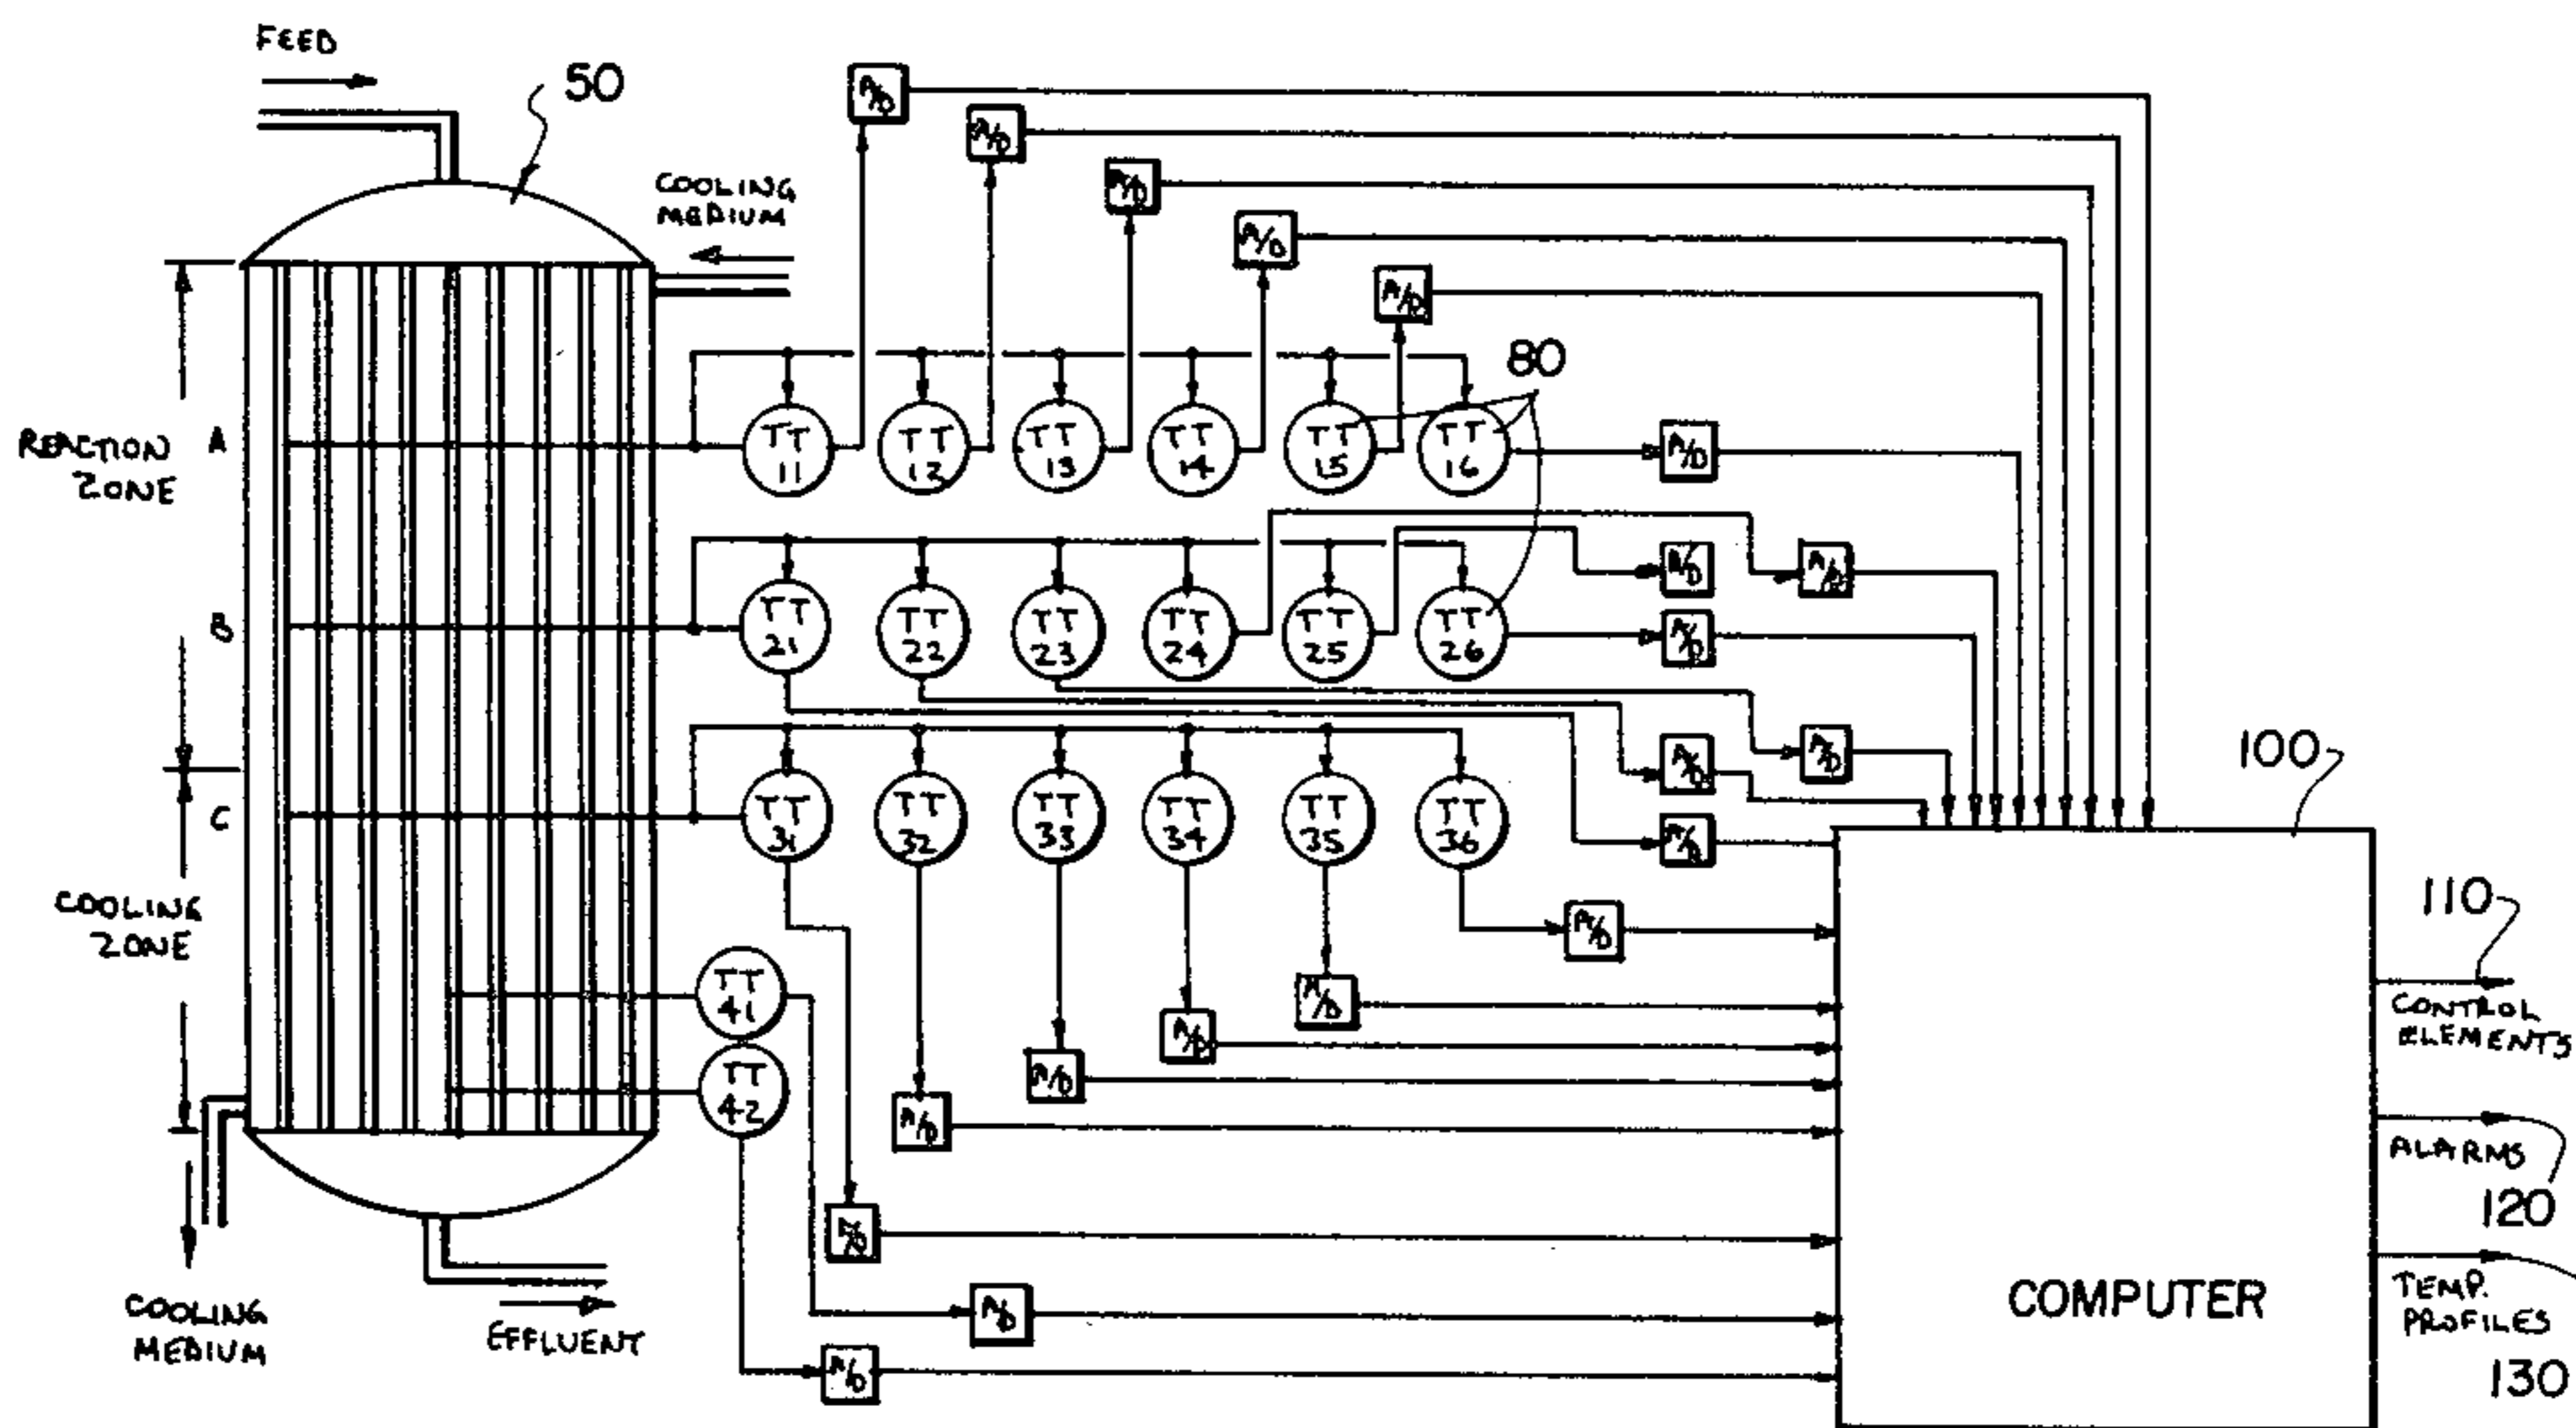 FEED
50
COOLING
MEDIUM
A/D
A/D
A/D
A/D
A/D
80
REACTION
ZONE
A
TT
11
TT
12
TT
13
TT
14
TT
15
TT
16
A/D
B
TT
21
TT
22
TT
23
TT
24
TT
25
TT
26
A/D
A/D
A/D
C
TT
31
TT
32
TT
33
TT
34
TT
35
TT
36
A/D
A/D
A/D
100
COOLING
ZONE
TT
41
TT
42
A/D
A/D
A/D
A/D
A/D
A/D
A/D
A/D
COMPUTER
110
CONTROL
ELEMENTS
ALARMS
120
TEMP.
PROFILES
130
COOLING
MEDIUM
EFFLUENT